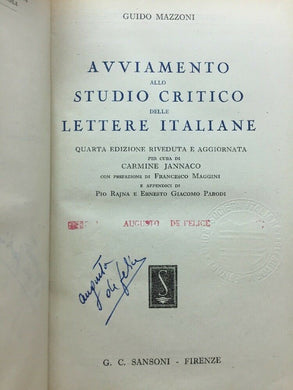 GUIDO MAZZONI
AVVIAMENTO
ALLO
STUDIO CRITICO
DELLE
LETTERE ITALIANE
QUARTA EDIZIONE RIVEDUTA E AGGIORNATA
PER CURA DI
CARMINE JANNACO
CON PREFAZIONI DI FRANCESCO MAGGINI
E APPENDICI DI
PIO RAJNA E ERNESTO GIACOMO PARODI
AUGUSTO DE FELICE
augusto
de felice
G. C. SANSONI - FIRENZE